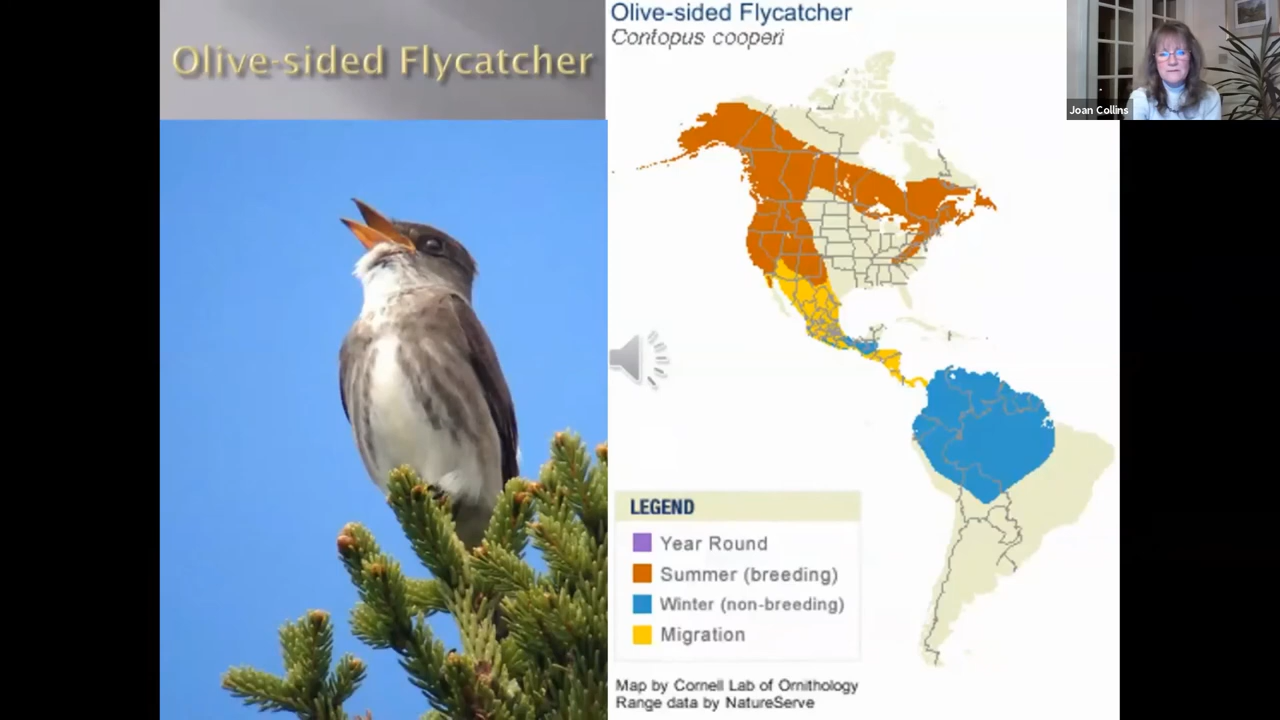 Olive-sided Flycatcher
Olive-sided Flycatcher
Contopus cooperi
Joan Collins
LEGEND
Year Round
Summer (breeding)
Winter (non-breeding)
Migration
Map by Cornell Lab of Ornithology
Range data by NatureServe